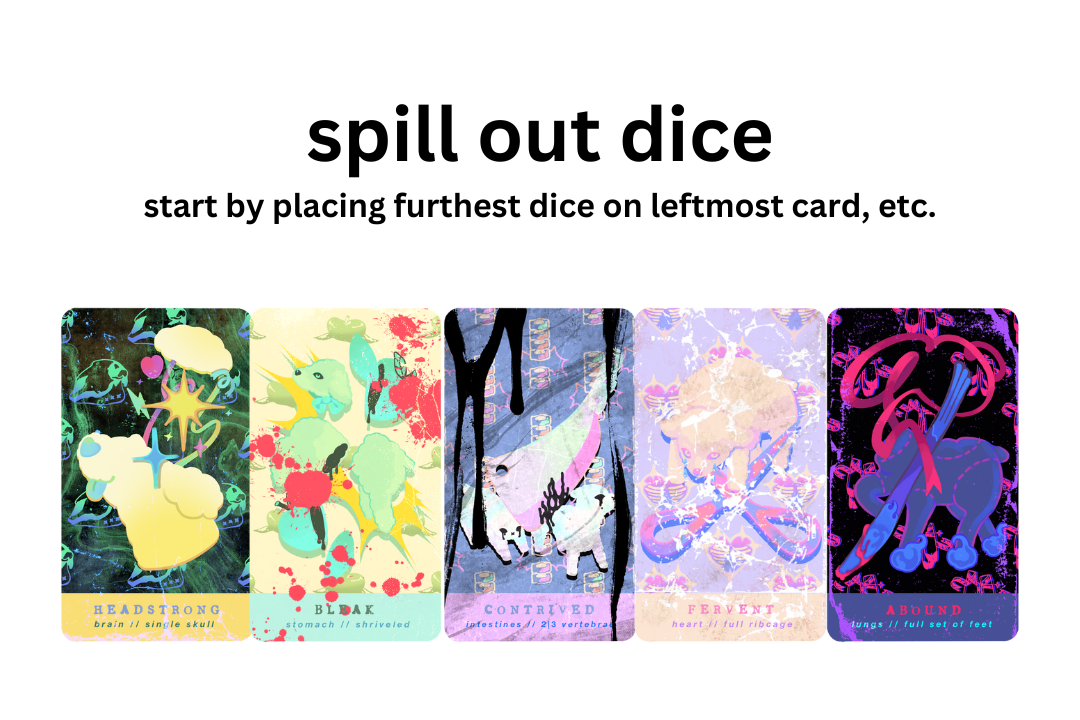 spill out dice
start by placing furthest dice on leftmost card, etc.
HEADSTRONG
brain // single skull
BLEAK
stomach // shriveled
CONTRIVED
intestines // 2|3 vertebrae
FERVENT
heart // full ribcage
ABOUND
lungs // full set of feet